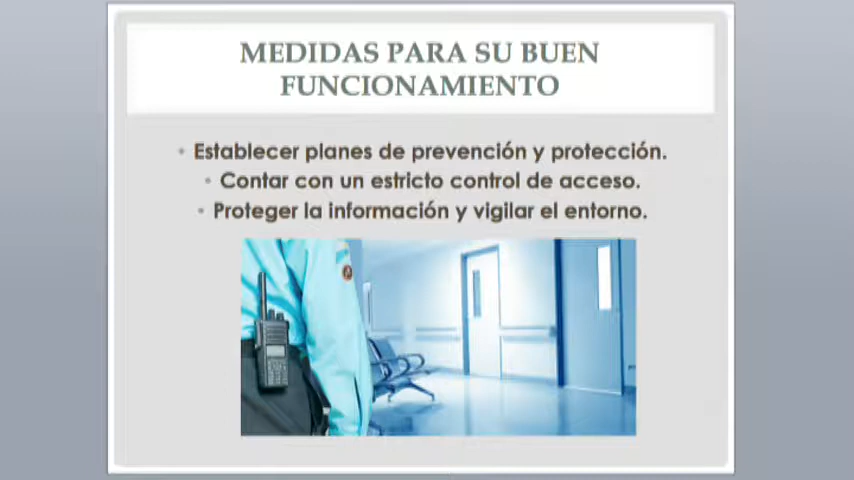 MEDIDAS PARA SU BUEN
FUNCIONAMIENTO
• Establecer planes de prevención y protección.
• Contar con un estricto control de acceso.
• Proteger la información y vigilar el entorno.